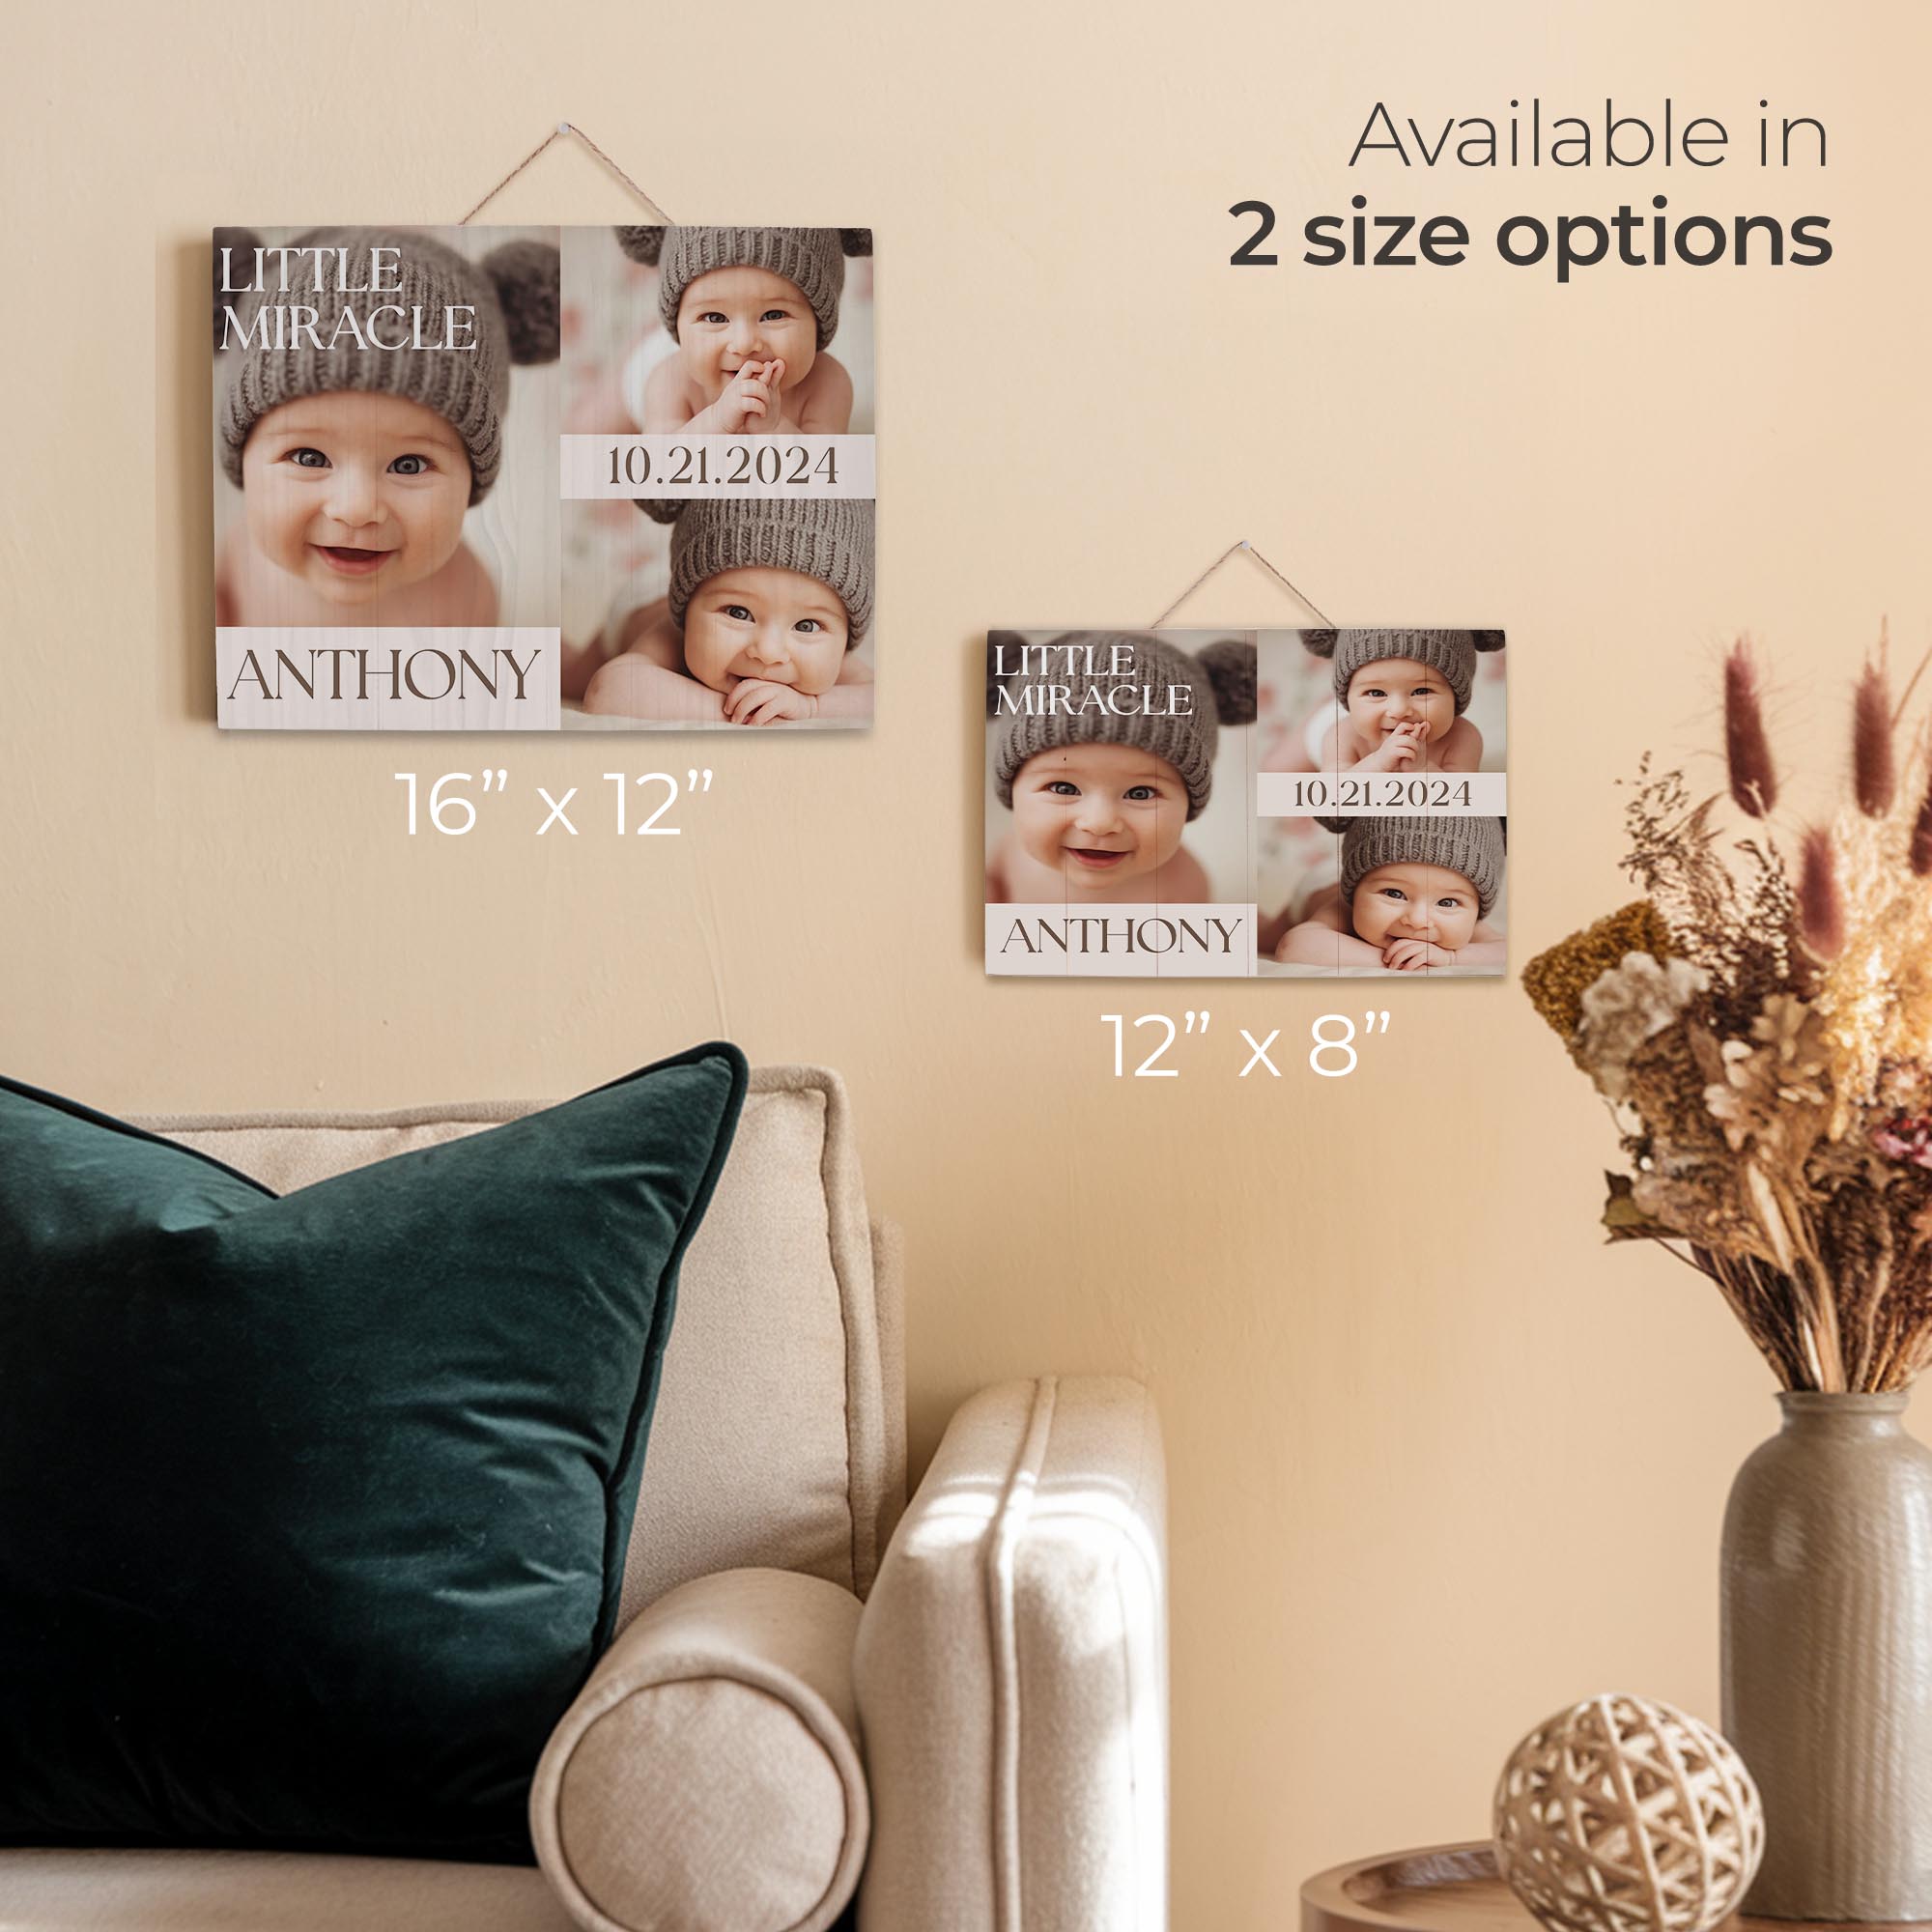 Available in
2 size options
LITTLE
MIRACLE
10.21.2024
ANTHONY
16” x 12”
LITTLE
MIRACLE
10.21.2024
ANTHONY
12” x 8”